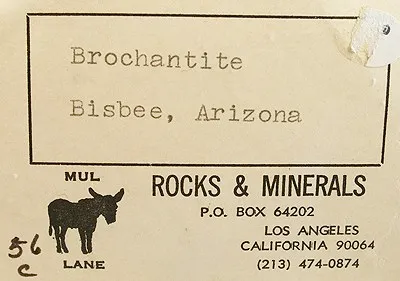 Brochantite
Bisbee, Arizona
MUL
LANE
ROCKS & MINERALS
P.O. BOX 64202
LOS ANGELES
CALIFORNIA 90064
(213) 474-0874
56
c